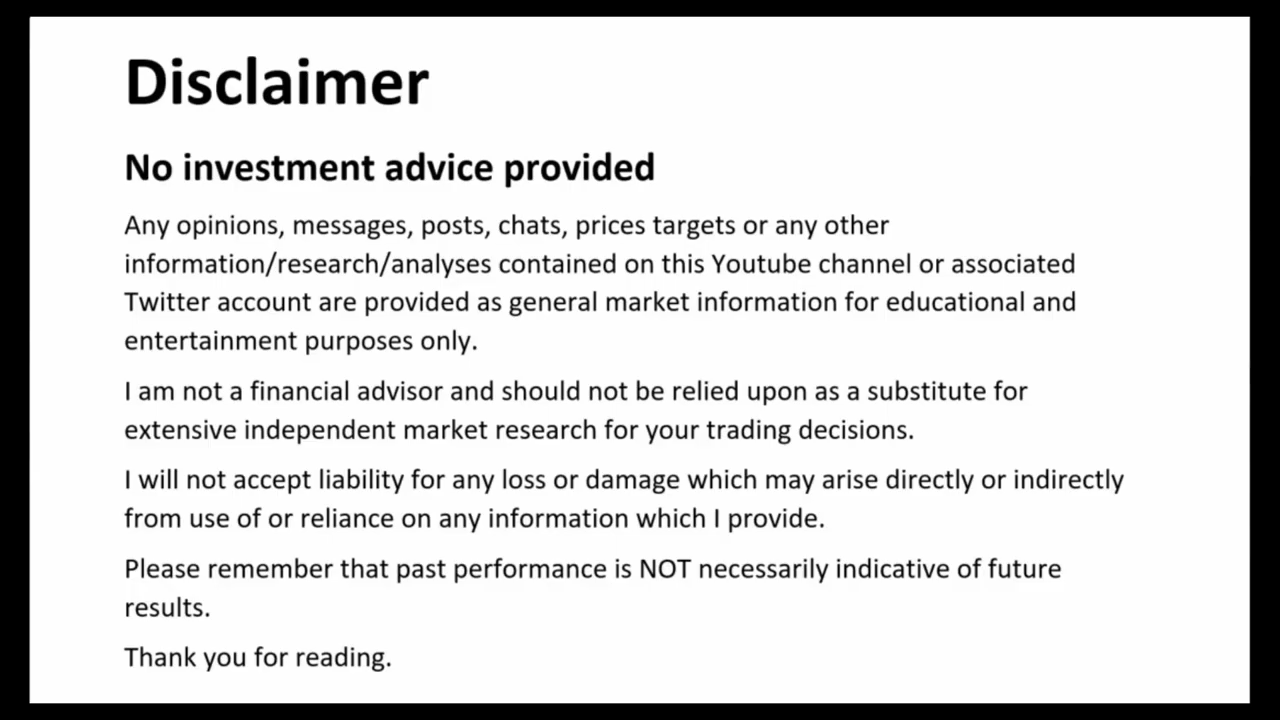 Disclaimer
No investment advice provided
Any opinions, messages, posts, chats, prices targets or any other
information/research/analyses contained on this Youtube channel or associated
Twitter account are provided as general market information for educational and
entertainment purposes only.
I am not a financial advisor and should not be relied upon as a substitute for
extensive independent market research for your trading decisions.
I will not accept liability for any loss or damage which may arise directly or indirectly
from use of or reliance on any information which I provide.
Please remember that past performance is NOT necessarily indicative of future
results.
Thank you for reading.